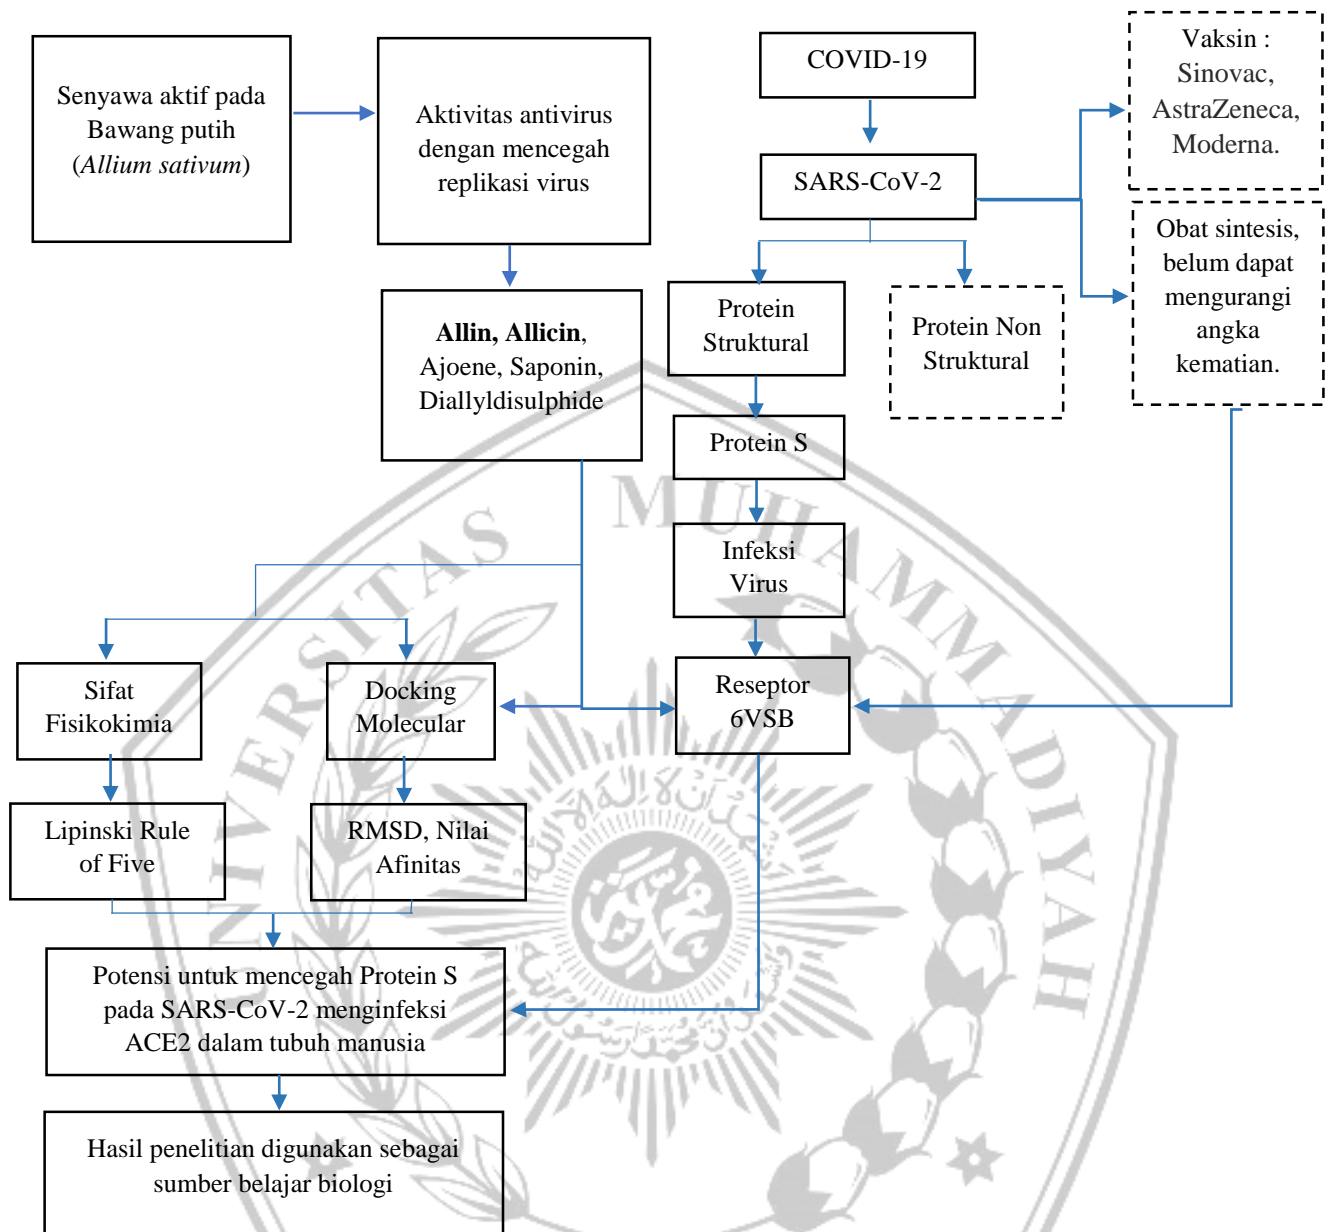 Senyawa aktif pada
Bawang putih
(Allium sativum)
Aktivitas antivirus
dengan mencegah
replikasi virus
COVID-19
Vaksin :
Sinovac,
AstraZeneca,
Moderna.
SARS-CoV-2
Obat sintesis,
belum dapat
mengurangi
angka
kematian.
Allin, Allicin,
Ajoene, Saponin,
Diallyldisulphide
Protein
Struktural
Protein Non
Struktural
Protein S
Infeksi
Virus
Sifat
Fisikokimia
Docking
Molecular
Reseptor
6VSB
Lipinski Rule
of Five
RMSD, Nilai
Afinitas
Potensi untuk mencegah Protein S
pada SARS-CoV-2 menginfeksi
ACE2 dalam tubuh manusia
Hasil penelitian digunakan sebagai
sumber belajar biologi
UNIVERSITAS MUHAMMADIYAH